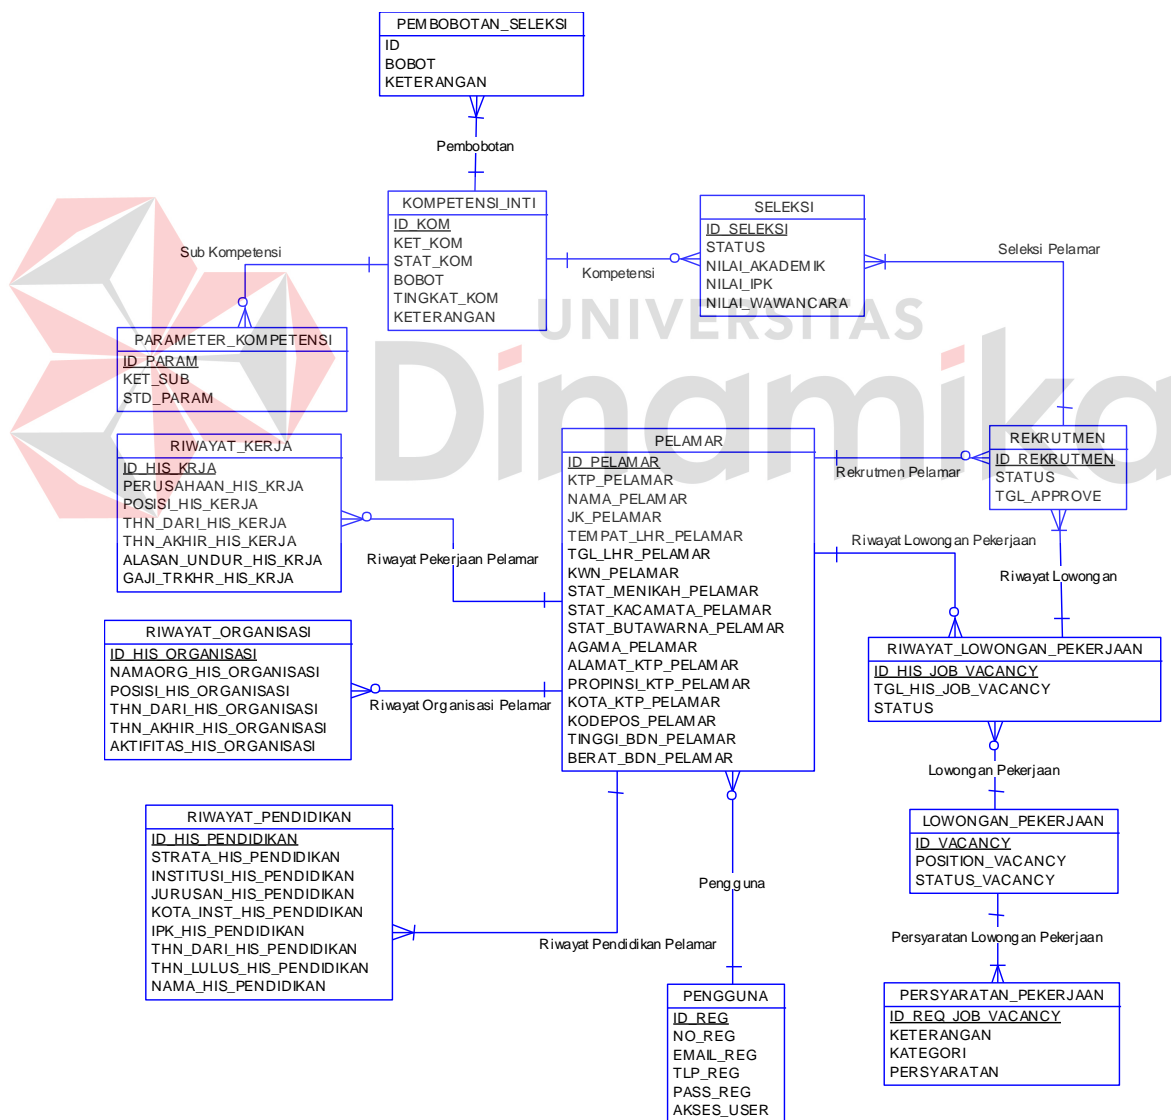 PEMBOBOTAN_SELEKSI
ID
BOBOT
KETERANGAN
Pembobotan
KOMPETENSI_INTI
ID_KOM
KET_KOM
STAT_KOM
BOBOT
TINGKAT_KOM
KETERANGAN
SELEKSI
ID_SELEKSI
STATUS
NILAI_AKADEMIK
NILAI_IPK
NILAI_WAWANCARA
Sub Kompetensi
Kompetensi
Seleksi Pelamar
UNIVERSITAS
Dinamika
PARAMETER_KOMPETENSI
ID_PARAM
KET_SUB
STD_PARAM
RIWAYAT_KERJA
ID_HIS_KRJA
PERUSAHAAN_HIS_KRJA
POSISI_HIS_KERJA
THN_DARI_HIS_KERJA
THN_AKHIR_HIS_KERJA
ALASAN_UNDUR_HIS_KRJA
GAJI_TRKHR_HIS_KRJA
Riwayat Pekerjaan Pelamar
PELAMAR
ID_PELAMAR
KTP_PELAMAR
NAMA_PELAMAR
JK_PELAMAR
TEMPAT_LHR_PELAMAR
TGL_LHR_PELAMAR
KWN_PELAMAR
STAT_MENIKAH_PELAMAR
STAT_KACAMATA_PELAMAR
STAT_BUTAWARNA_PELAMAR
AGAMA_PELAMAR
ALAMAT_KTP_PELAMAR
PROPINSI_KTP_PELAMAR
KOTA_KTP_PELAMAR
KODEPOS_PELAMAR
TINGGI_BDN_PELAMAR
BERAT_BDN_PELAMAR
Rekrutmen Pelamar
REKRUTMEN
ID_REKRUTMEN
STATUS
TGL_APPROVE
Riwayat Lowongan Pekerjaan
Riwayat Lowongan
RIWAYAT_ORGANISASI
ID_HIS_ORGANISASI
NAMAORG_HIS_ORGANISASI
POSISI_HIS_ORGANISASI
THN_DARI_HIS_ORGANISASI
THN_AKHIR_HIS_ORGANISASI
AKTIFITAS_HIS_ORGANISASI
Riwayat Organisasi Pelamar
RIWAYAT_LOWONGAN_PEKERJAAN
ID_HIS_JOB_VACANCY
TGL_HIS_JOB_VACANCY
STATUS
Lowongan Pekerjaan
RIWAYAT_PENDIDIKAN
ID_HIS_PENDIDIKAN
STRATA_HIS_PENDIDIKAN
INSTITUSI_HIS_PENDIDIKAN
JURUSAN_HIS_PENDIDIKAN
KOTA_INST_HIS_PENDIDIKAN
IPK_HIS_PENDIDIKAN
THN_DARI_HIS_PENDIDIKAN
THN_LULUS_HIS_PENDIDIKAN
NAMA_HIS_PENDIDIKAN
Riwayat Pendidikan Pelamar
Pengguna
LOWONGAN_PEKERJAAN
ID_VACANCY
POSITION_VACANCY
STATUS_VACANCY
Persyaratan Lowongan Pekerjaan
PENGGUNA
ID_REG
NO_REG
EMAIL_REG
TLP_REG
PASS_REG
AKSES_USER
PERSYARATAN_PEKERJAAN
ID_REQ_JOB_VACANCY
KETERANGAN
KATEGORI
PERSYARATAN